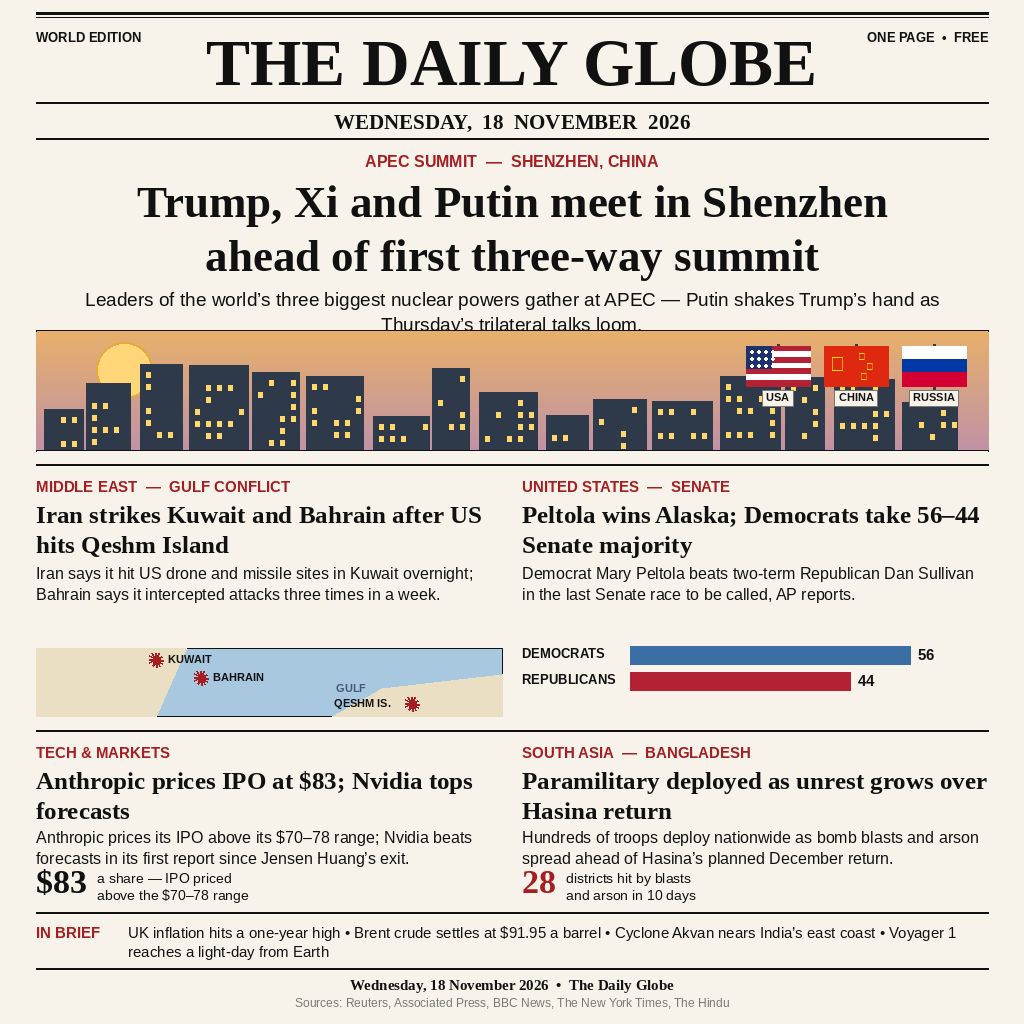 WORLD EDITION
ONE PAGE • FREE
THE DAILY GLOBE
WEDNESDAY, 18 NOVEMBER 2026
APEC SUMMIT — SHENZHEN, CHINA
Trump, Xi and Putin meet in Shenzhen
ahead of first three-way summit
Leaders of the world’s three biggest nuclear powers gather at APEC — Putin shakes Trump’s hand as
Thursday’s trilateral talks loom.
USA
CHINA
RUSSIA
MIDDLE EAST — GULF CONFLICT
Iran strikes Kuwait and Bahrain after US
hits Qeshm Island
Iran says it hit US drone and missile sites in Kuwait overnight;
Bahrain says it intercepted attacks three times in a week.
KUWAIT
BAHRAIN
GULF
QESHM IS.
UNITED STATES — SENATE
Peltola wins Alaska; Democrats take 56–44
Senate majority
Democrat Mary Peltola beats two-term Republican Dan Sullivan
in the last Senate race to be called, AP reports.
DEMOCRATS 56
REPUBLICANS 44
TECH & MARKETS
Anthropic prices IPO at $83; Nvidia tops
forecasts
Anthropic prices its IPO above its $70–78 range; Nvidia beats
forecasts in its first report since Jensen Huang’s exit.
$83 a share — IPO priced
above the $70–78 range
SOUTH ASIA — BANGLADESH
Paramilitary deployed as unrest grows over
Hasina return
Hundreds of troops deploy nationwide as bomb blasts and arson
spread ahead of Hasina’s planned December return.
28 districts hit by blasts
and arson in 10 days
IN BRIEF
UK inflation hits a one-year high • Brent crude settles at $91.95 a barrel • Cyclone Akvan nears India’s east coast • Voyager 1
reaches a light-day from Earth
Wednesday, 18 November 2026 • The Daily Globe
Sources: Reuters, Associated Press, BBC News, The New York Times, The Hindu